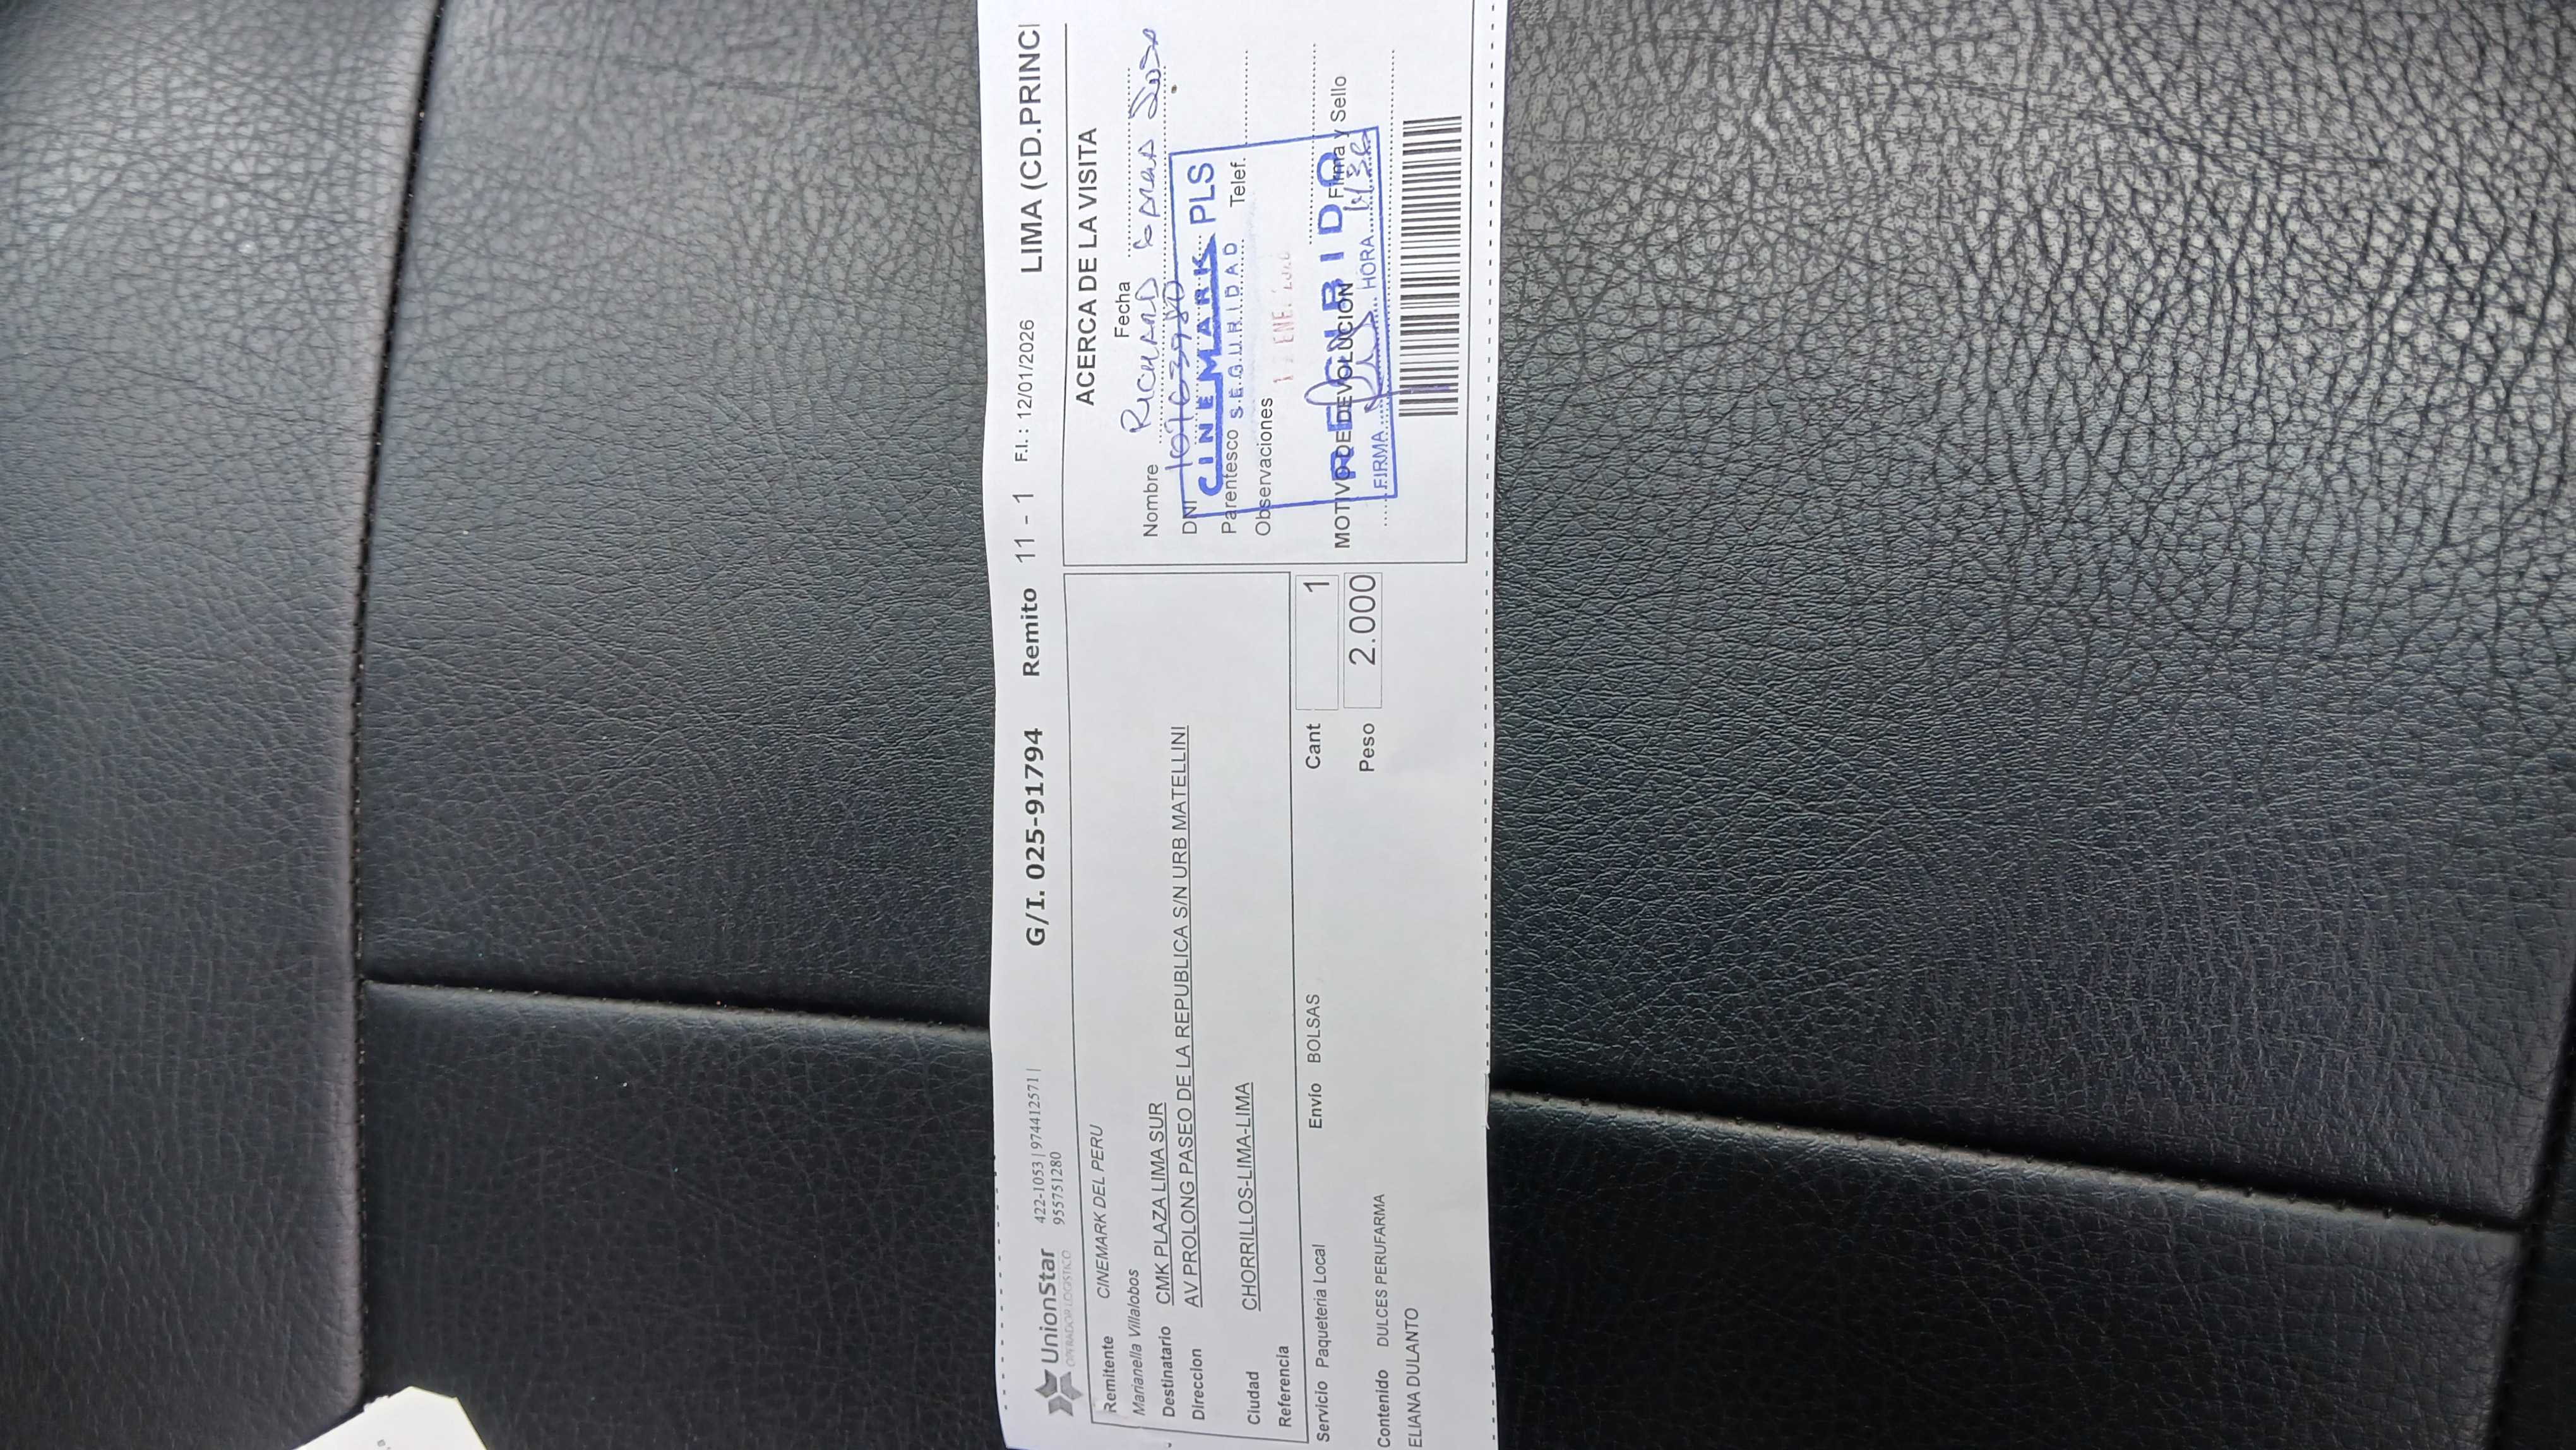 UnionStar
OPERADOR LOGISTICO
422-1053 | 974412571 |
955751280
G/I. 025-91794 Remito 11 - 1 F.I.: 12/01/2026 LIMA (CD.PRINCI
Remitente CINEMARK DEL PERU
Marianella Villalobos
Destinatario CMK PLAZA LIMA SUR
Direccion AV PROLONG PASEO DE LA REPUBLICA S/N URB MATELLINI
Ciudad CHORRILLOS-LIMA-LIMA
Referencia
Servicio Paqueteria Local Envío BOLSAS Cant 1
Peso 2.000
Contenido DULCES PERUFARMA
ELIANA DULANTO
ACERCA DE LA VISITA
Fecha
Nombre Richard
DNI
CINEMARK PLS
Parentesco SEGURIDAD Telef.
Observaciones
ENE.
RECIBIDO
MOTIVO DE DEVOLUCION Firma y Sello
FIRMA HORA